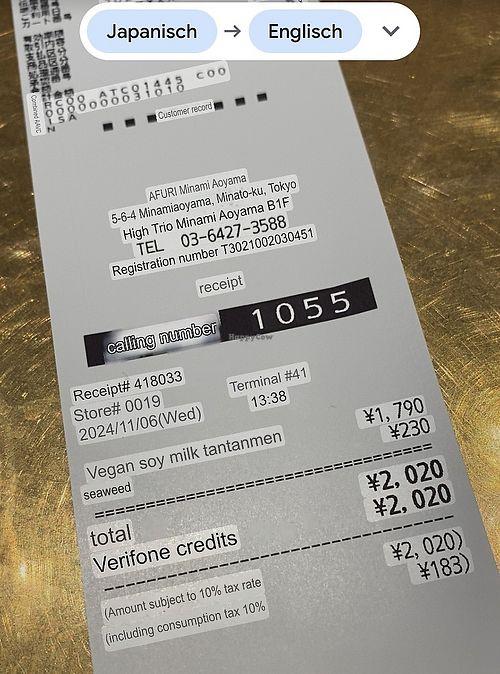 Japanisch → Englisch
Combined AAWC
C00 ATC01445 C00
000000031010
Customer record
AFURI Minami Aoyama
5-6-4 Minamiaoyama, Minato-ku, Tokyo
High Trio Minami Aoyama B1F
TEL 03-6427-3588
Registration number T3021002030451
receipt
calling number 1055
HappyCow
Receipt# 418033 Terminal #41
Store# 0019 13:38
2024/11/06(Wed)
Vegan soy milk tantanmen ¥1,790
seaweed ¥230
total ¥2,020
Verifone credits ¥2,020
(Amount subject to 10% tax rate ¥2,020)
(including consumption tax 10% ¥183)